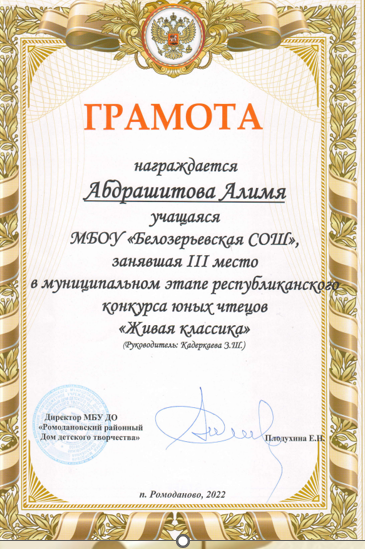 ГРАМОТА
награждается
Абдрашитова Алимя
учащаяся
МБОУ «Белозерьевская СОШ»,
занявшая III место
в муниципальном этапе республиканского
конкурса юных чтецов
«Живая классика»
(Руководитель: Кадеркаева З.Ш.)
Директор МБУ ДО
«Ромодановский районный
Дом детского творчества»
Плодухина Е.Н.
п. Ромоданово, 2022